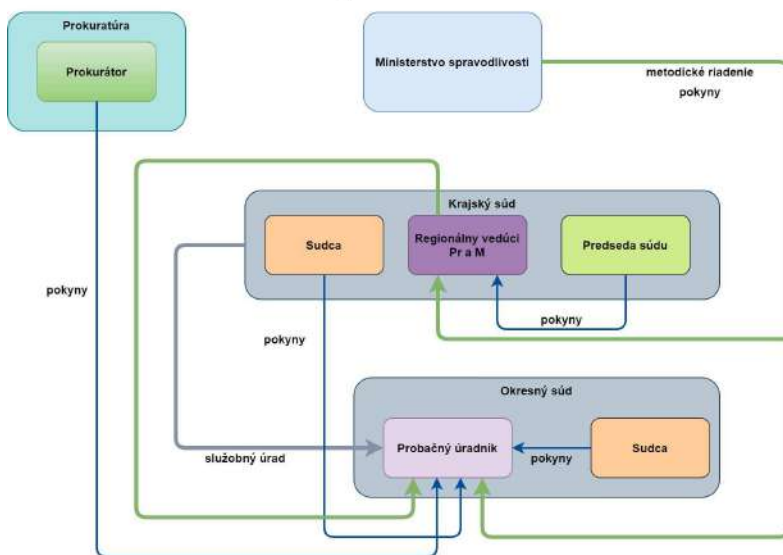 Prokuratúra
Prokurátor
Ministerstvo spravodlivosti
metodické riadenie
pokyny
Krajský súd
Sudca
Regionálny vedúci
Pr a M
Predseda súdu
pokyny
pokyny
pokyny
Okresný súd
Probačný úradník
pokyny
Sudca
služobný úrad